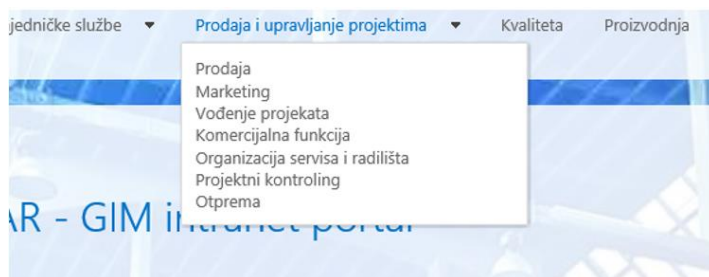 jedničke službe ▼ Prodaja i upravljanje projektima ▼ Kvaliteta Proizvodnja
Prodaja
Marketing
Vođenje projekata
Komercijalna funkcija
Organizacija servisa i radilišta
Projektni kontroling
Otprema
AR - GIM intranet portal